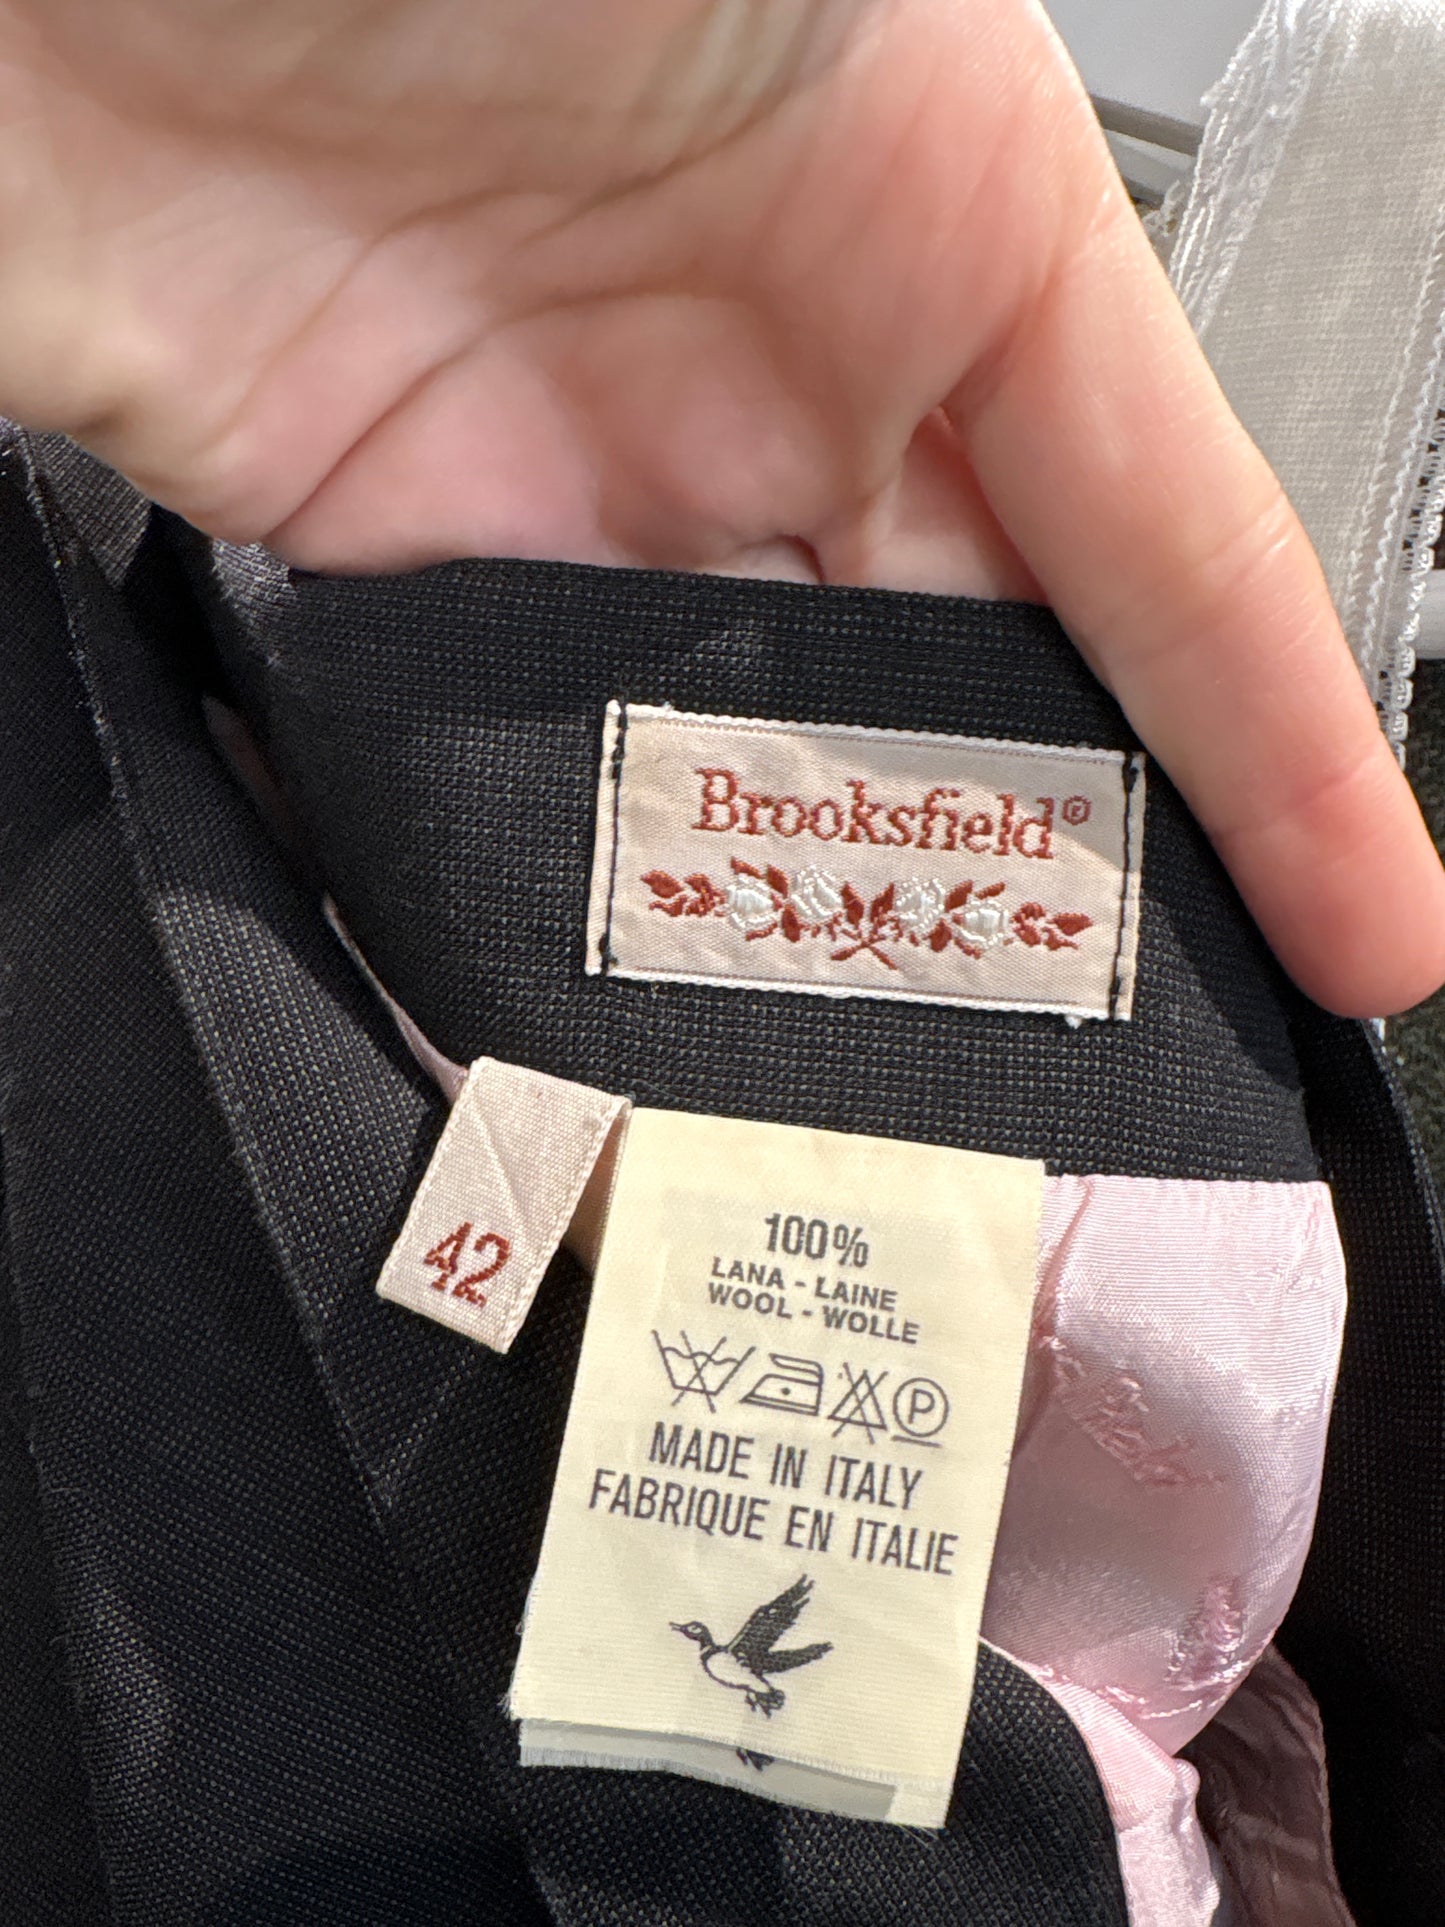 Brooksfield®
42
100%
LANA - LAINE
WOOL - WOLLE
P
MADE IN ITALY
FABRIQUE EN ITALIE